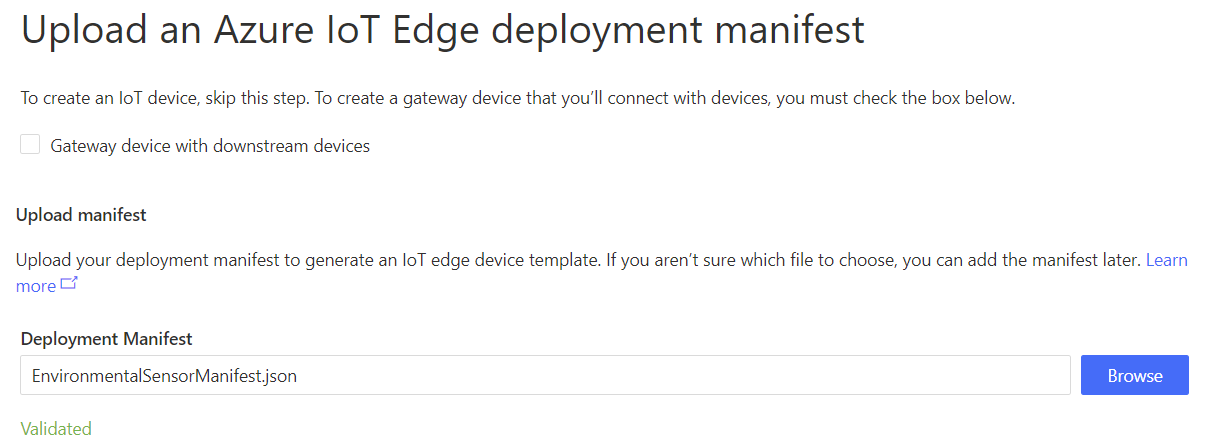 Upload an Azure IoT Edge deployment manifest
To create an IoT device, skip this step. To create a gateway device that you’ll connect with devices, you must check the box below.
Gateway device with downstream devices
Upload manifest
Upload your deployment manifest to generate an IoT edge device template. If you aren’t sure which file to choose, you can add the manifest later. Learn
more
Deployment Manifest
EnvironmentalSensorManifest.json
Browse
Validated